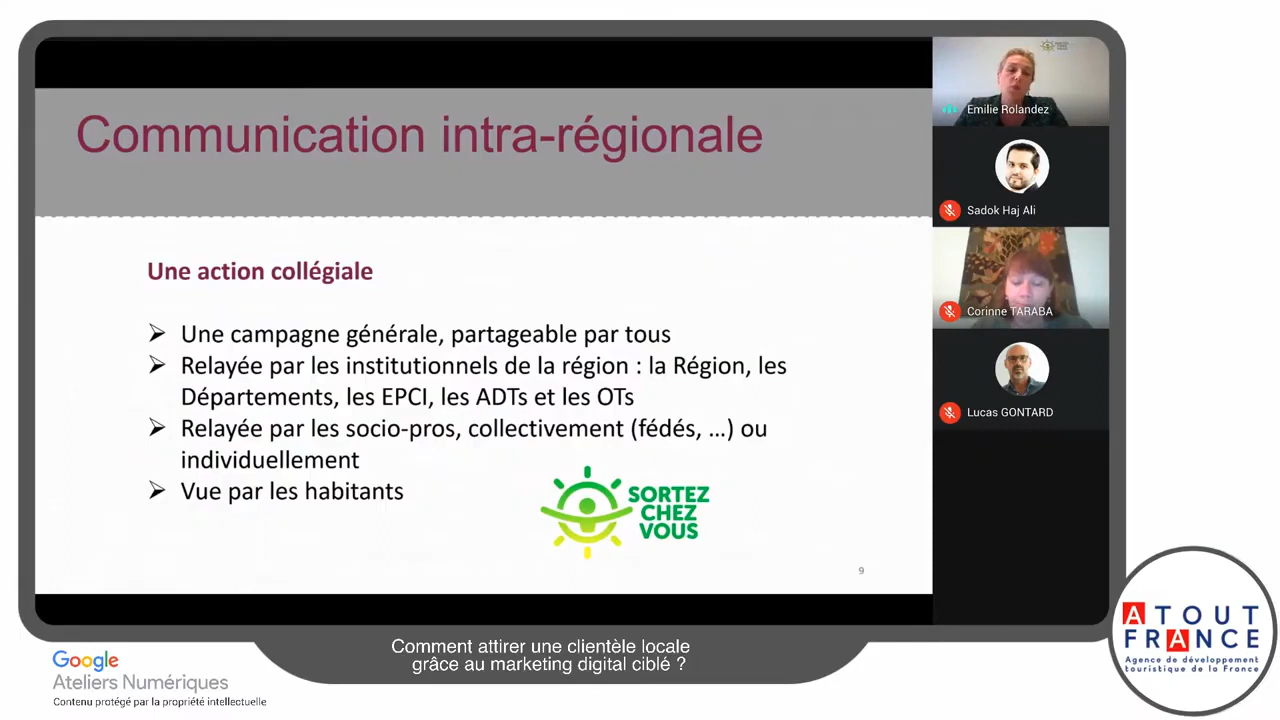 Communication intra-régionale
Une action collégiale
➢ Une campagne générale, partageable par tous
➢ Relayée par les institutionnels de la région : la Région, les
Départements, les EPCI, les ADTs et les OTs
➢ Relayée par les socio-pros, collectivement (fédés, …) ou
individuellement
➢ Vue par les habitants
SORTEZ
CHEZ
VOUS
9
Emilie Rolandez
Sadok Haj Ali
Corinne TARABA
Lucas GONTARD
Comment attirer une clientèle locale
grâce au marketing digital ciblé ?
Google
Ateliers Numériques
Contenu protégé par la propriété intellectuelle
ATOUT
FRANCE
Agence de développement
touristique de la France